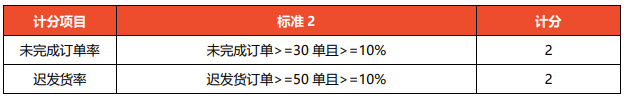 计分项目 标准 2 计分
未完成订单率 未完成订单>=30 单且>=10% 2
迟发货率 迟发货订单>=50 单且>=10% 2